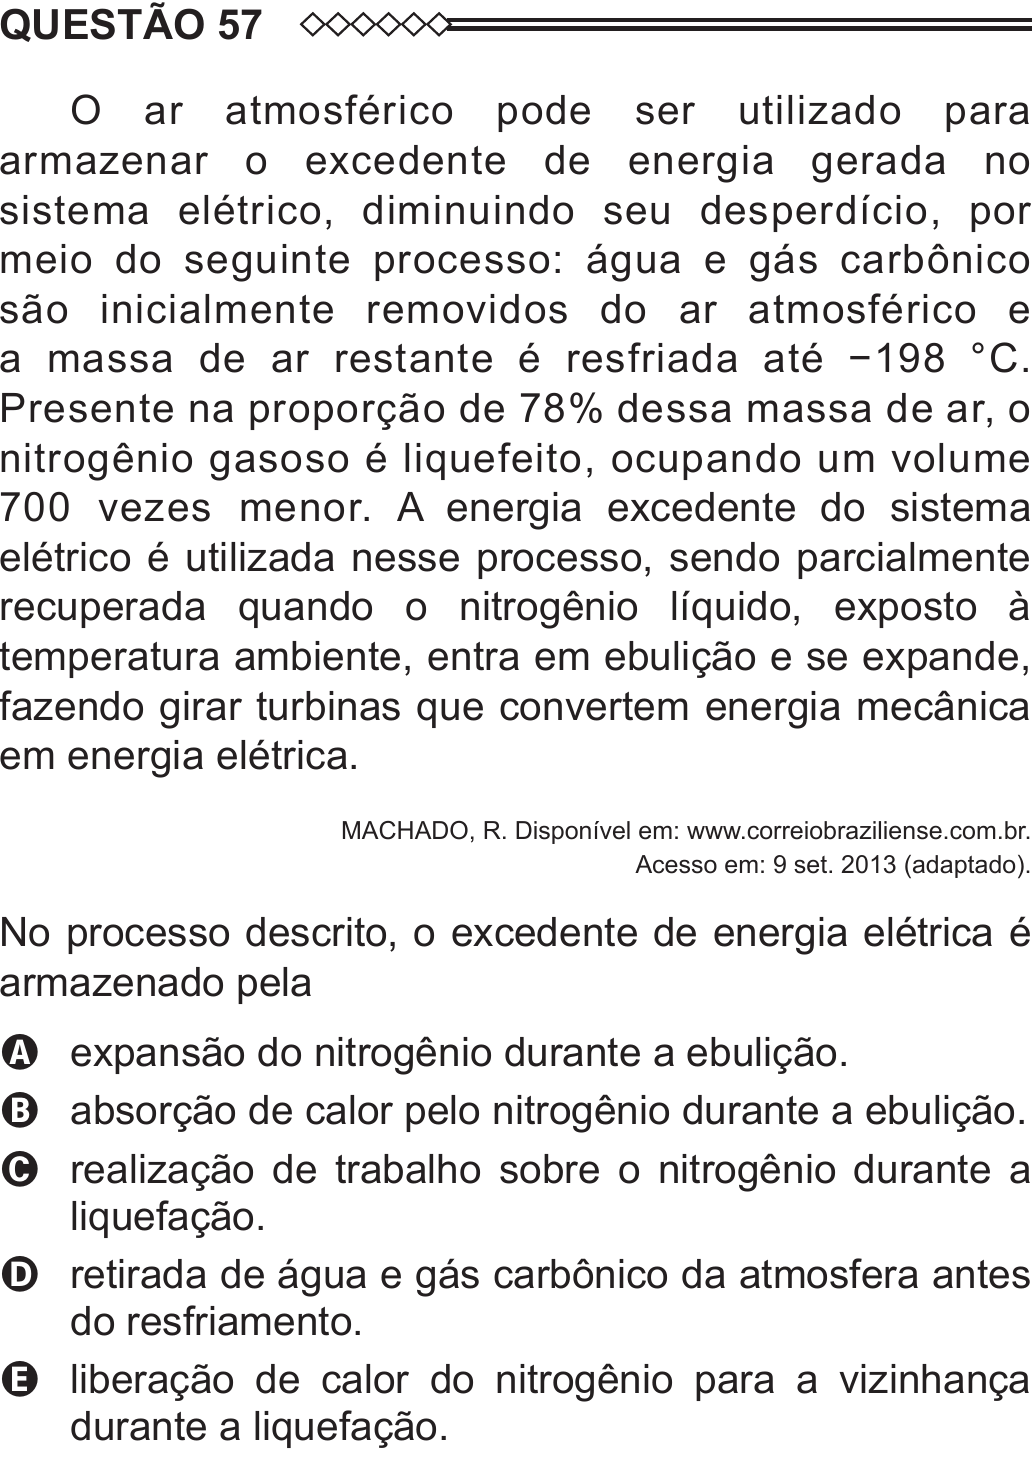 QUESTÃO 57
O ar atmosférico pode ser utilizado para
armazenar o excedente de energia gerada no
sistema elétrico, diminuindo seu desperdício, por
meio do seguinte processo: água e gás carbônico
são inicialmente removidos do ar atmosférico e
a massa de ar restante é resfriada até −198 °C.
Presente na proporção de 78% dessa massa de ar, o
nitrogênio gasoso é liquefeito, ocupando um volume
700 vezes menor. A energia excedente do sistema
elétrico é utilizada nesse processo, sendo parcialmente
recuperada quando o nitrogênio líquido, exposto à
temperatura ambiente, entra em ebulição e se expande,
fazendo girar turbinas que convertem energia mecânica
em energia elétrica.
MACHADO, R. Disponível em: www.correiobraziliense.com.br.
Acesso em: 9 set. 2013 (adaptado).
No processo descrito, o excedente de energia elétrica é
armazenado pela
A expansão do nitrogênio durante a ebulição.
B absorção de calor pelo nitrogênio durante a ebulição.
C realização de trabalho sobre o nitrogênio durante a
liquefação.
D retirada de água e gás carbônico da atmosfera antes
do resfriamento.
E liberação de calor do nitrogênio para a vizinhança
durante a liquefação.